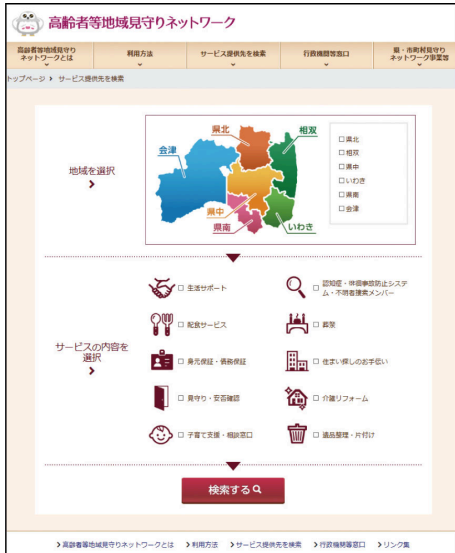 高齢者等地域見守りネットワーク
高齢者等地域見守り
ネットワークとは
利用方法
サービス提供先を検索
行政機関等窓口
県・市町村見守り
ネットワーク事業等
トップページ > サービス提供先を検索
地域を選択
会津
県北
相双
県中
県南
いわき
□県北
□相双
□県中
□いわき
□県南
□会津
サービスの内容を
選択
□ 生活サポート
□ 認知症・徘徊事故防止システ
ム・不明者捜索メンバー
□ 配食サービス
□ 葬祭
□ 身元保証・債務保証
□ 住まい探しのお手伝い
□ 見守り・安否確認
□ 介護リフォーム
□ 子育て支援・相談窓口
□ 遺品整理・片付け
検索する
>高齢者等地域見守りネットワークとは >利用方法 >サービス提供先を検索 >行政機関等窓口 >リンク集